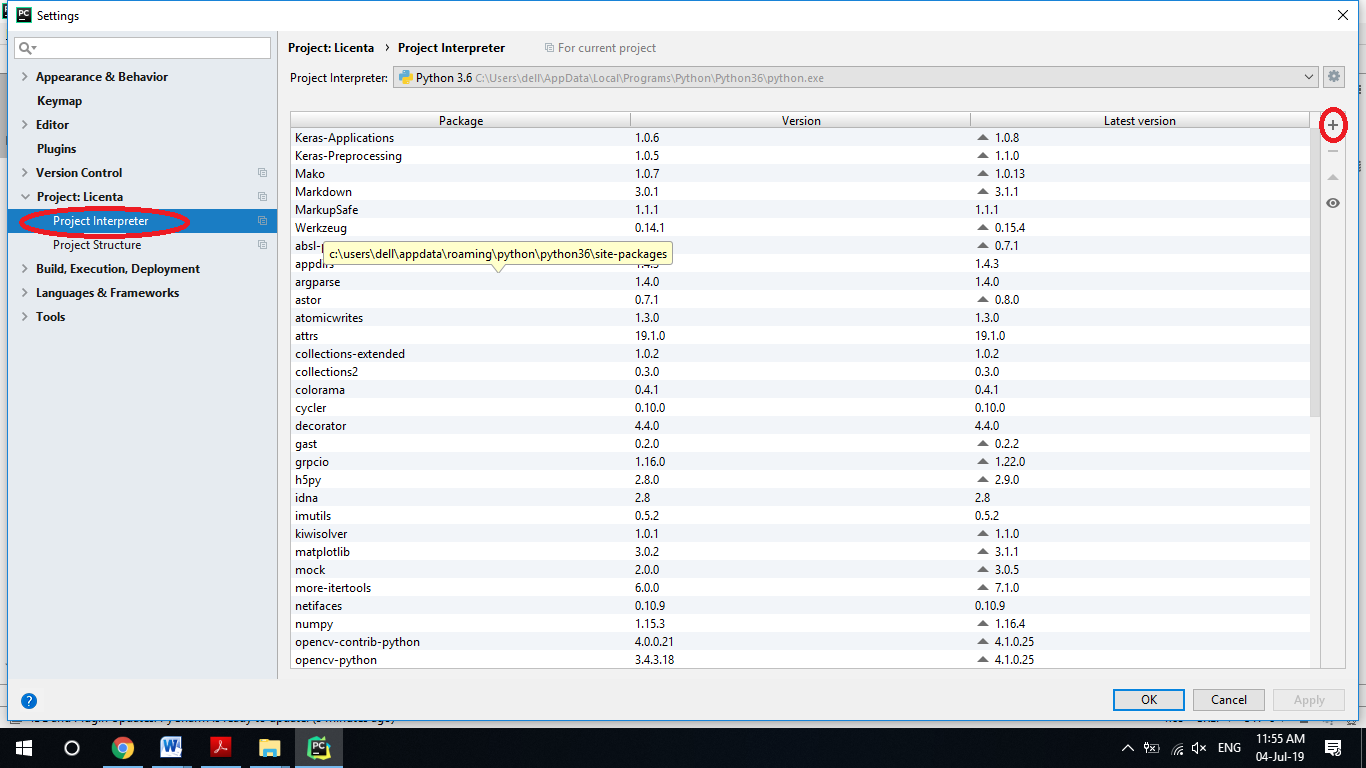 PC Settings
Appearance & Behavior
Keymap
Editor
Plugins
Version Control
Project: Licenta
Project Interpreter
Project Structure
Build, Execution, Deployment
Languages & Frameworks
Tools
Project: Licenta › Project Interpreter For current project
Project Interpreter: Python 3.6 C:\Users\dell\AppData\Local\Programs\Python\Python36\python.exe
Package Version Latest version
Keras-Applications 1.0.6 1.0.8
Keras-Preprocessing 1.0.5 1.1.0
Mako 1.0.7 1.0.13
Markdown 3.0.1 3.1.1
MarkupSafe 1.1.1 1.1.1
Werkzeug 0.14.1 0.15.4
0.7.1
c:\users\dell\appdata\roaming\python\python36\site-packages
appdirs 1.4.3 1.4.3
argparse 1.4.0 1.4.0
astor 0.7.1 0.8.0
atomicwrites 1.3.0 1.3.0
attrs 19.1.0 19.1.0
collections-extended 1.0.2 1.0.2
collections2 0.3.0 0.3.0
colorama 0.4.1 0.4.1
cycler 0.10.0 0.10.0
decorator 4.4.0 4.4.0
gast 0.2.0 0.2.2
grpcio 1.16.0 1.22.0
h5py 2.8.0 2.9.0
idna 2.8 2.8
imutils 0.5.2 0.5.2
kiwisolver 1.0.1 1.1.0
matplotlib 3.0.2 3.1.1
mock 2.0.0 3.0.5
more-itertools 6.0.0 7.1.0
netifaces 0.10.9 0.10.9
numpy 1.15.3 1.16.4
opencv-contrib-python 4.0.0.21 4.1.0.25
opencv-python 3.4.3.18 4.1.0.25
? OK Cancel Apply
W PC ENG 11:55 AM
04-Jul-19